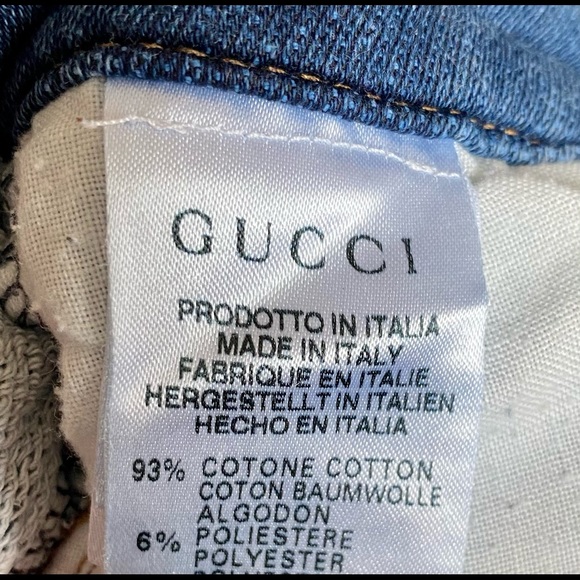 GUCCI
PRODOTTO IN ITALIA
MADE IN ITALY
FABRIQUE EN ITALIE
HERGESTELLT IN ITALIEN
HECHO EN ITALIA
93% COTONE COTTON
COTON BAUMWOLLE
ALGODON
6% POLIESTERE
POLYESTER